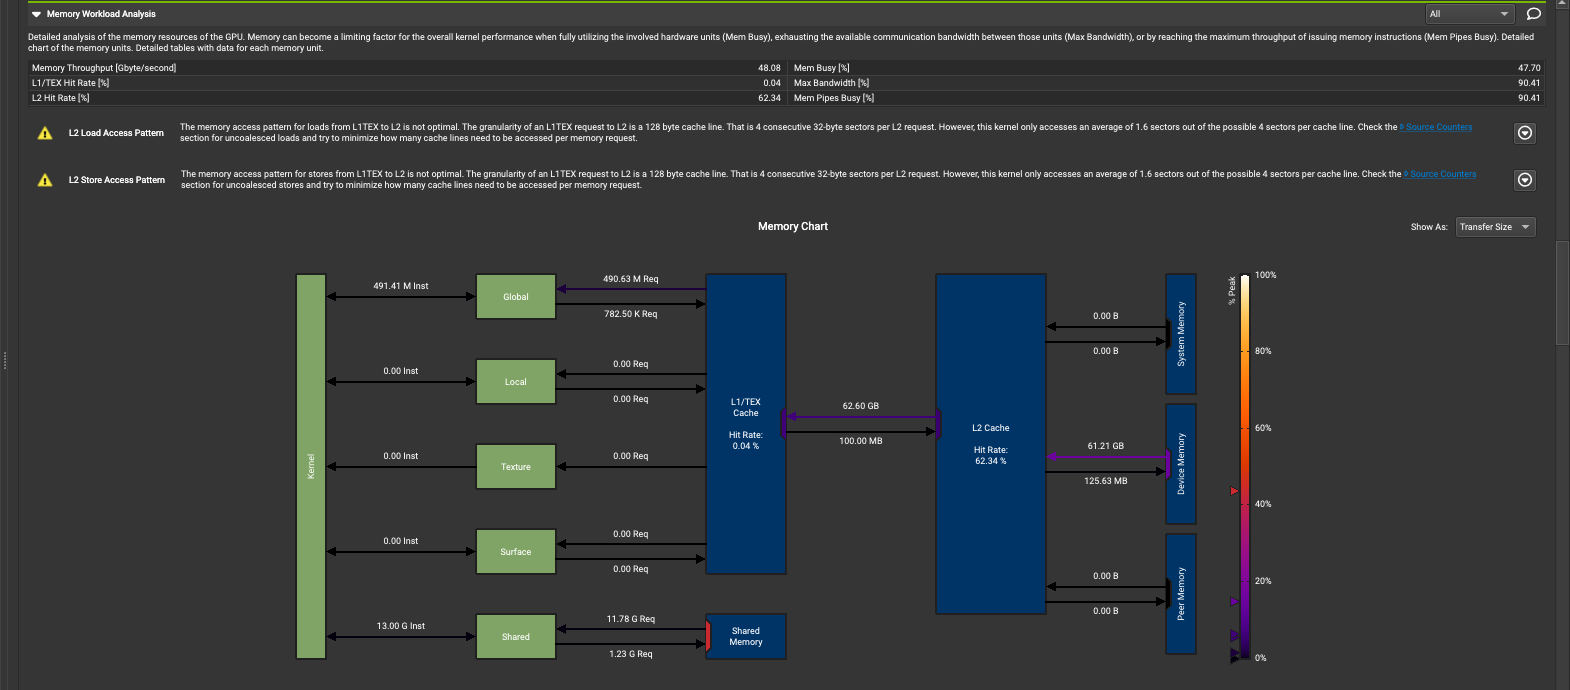 Memory Workload Analysis
All
Detailed analysis of the memory resources of the GPU. Memory can become a limiting factor for the overall kernel performance when fully utilizing the involved hardware units (Mem Busy), exhausting the available communication bandwidth between those units (Max Bandwidth), or by reaching the maximum throughput of issuing memory instructions (Mem Pipes Busy). Detailed
chart of the memory units. Detailed tables with data for each memory unit.
Memory Throughput [Gbyte/second] 48.08 Mem Busy [%] 47.70
L1/TEX Hit Rate [%] 0.04 Max Bandwidth [%] 90.41
L2 Hit Rate [%] 62.34 Mem Pipes Busy [%] 90.41
L2 Load Access Pattern
The memory access pattern for loads from L1TEX to L2 is not optimal. The granularity of an L1TEX request to L2 is a 128 byte cache line. That is 4 consecutive 32-byte sectors per L2 request. However, this kernel only accesses an average of 1.6 sectors out of the possible 4 sectors per cache line. Check the Source Counters
section for uncoalesced loads and try to minimize how many cache lines need to be accessed per memory request.
L2 Store Access Pattern
The memory access pattern for stores from L1TEX to L2 is not optimal. The granularity of an L1TEX request to L2 is a 128 byte cache line. That is 4 consecutive 32-byte sectors per L2 request. However, this kernel only accesses an average of 1.6 sectors out of the possible 4 sectors per cache line. Check the Source Counters
section for uncoalesced stores and try to minimize how many cache lines need to be accessed per memory request.
Memory Chart
Show As: Transfer Size
Kernel
491.41 M Inst
Global
490.63 M Req
782.50 K Req
0.00 Inst
Local
0.00 Req
0.00 Req
0.00 Inst
Texture
0.00 Req
0.00 Inst
Surface
0.00 Req
0.00 Req
13.00 G Inst
Shared
11.78 G Req
1.23 G Req
L1/TEX
Cache
Hit Rate:
0.04 %
Shared
Memory
62.60 GB
100.00 MB
L2 Cache
Hit Rate:
62.34 %
0.00 B
0.00 B
System Memory
61.21 GB
125.63 MB
Device Memory
0.00 B
0.00 B
Peer Memory
% Peak
100%
80%
60%
40%
20%
0%